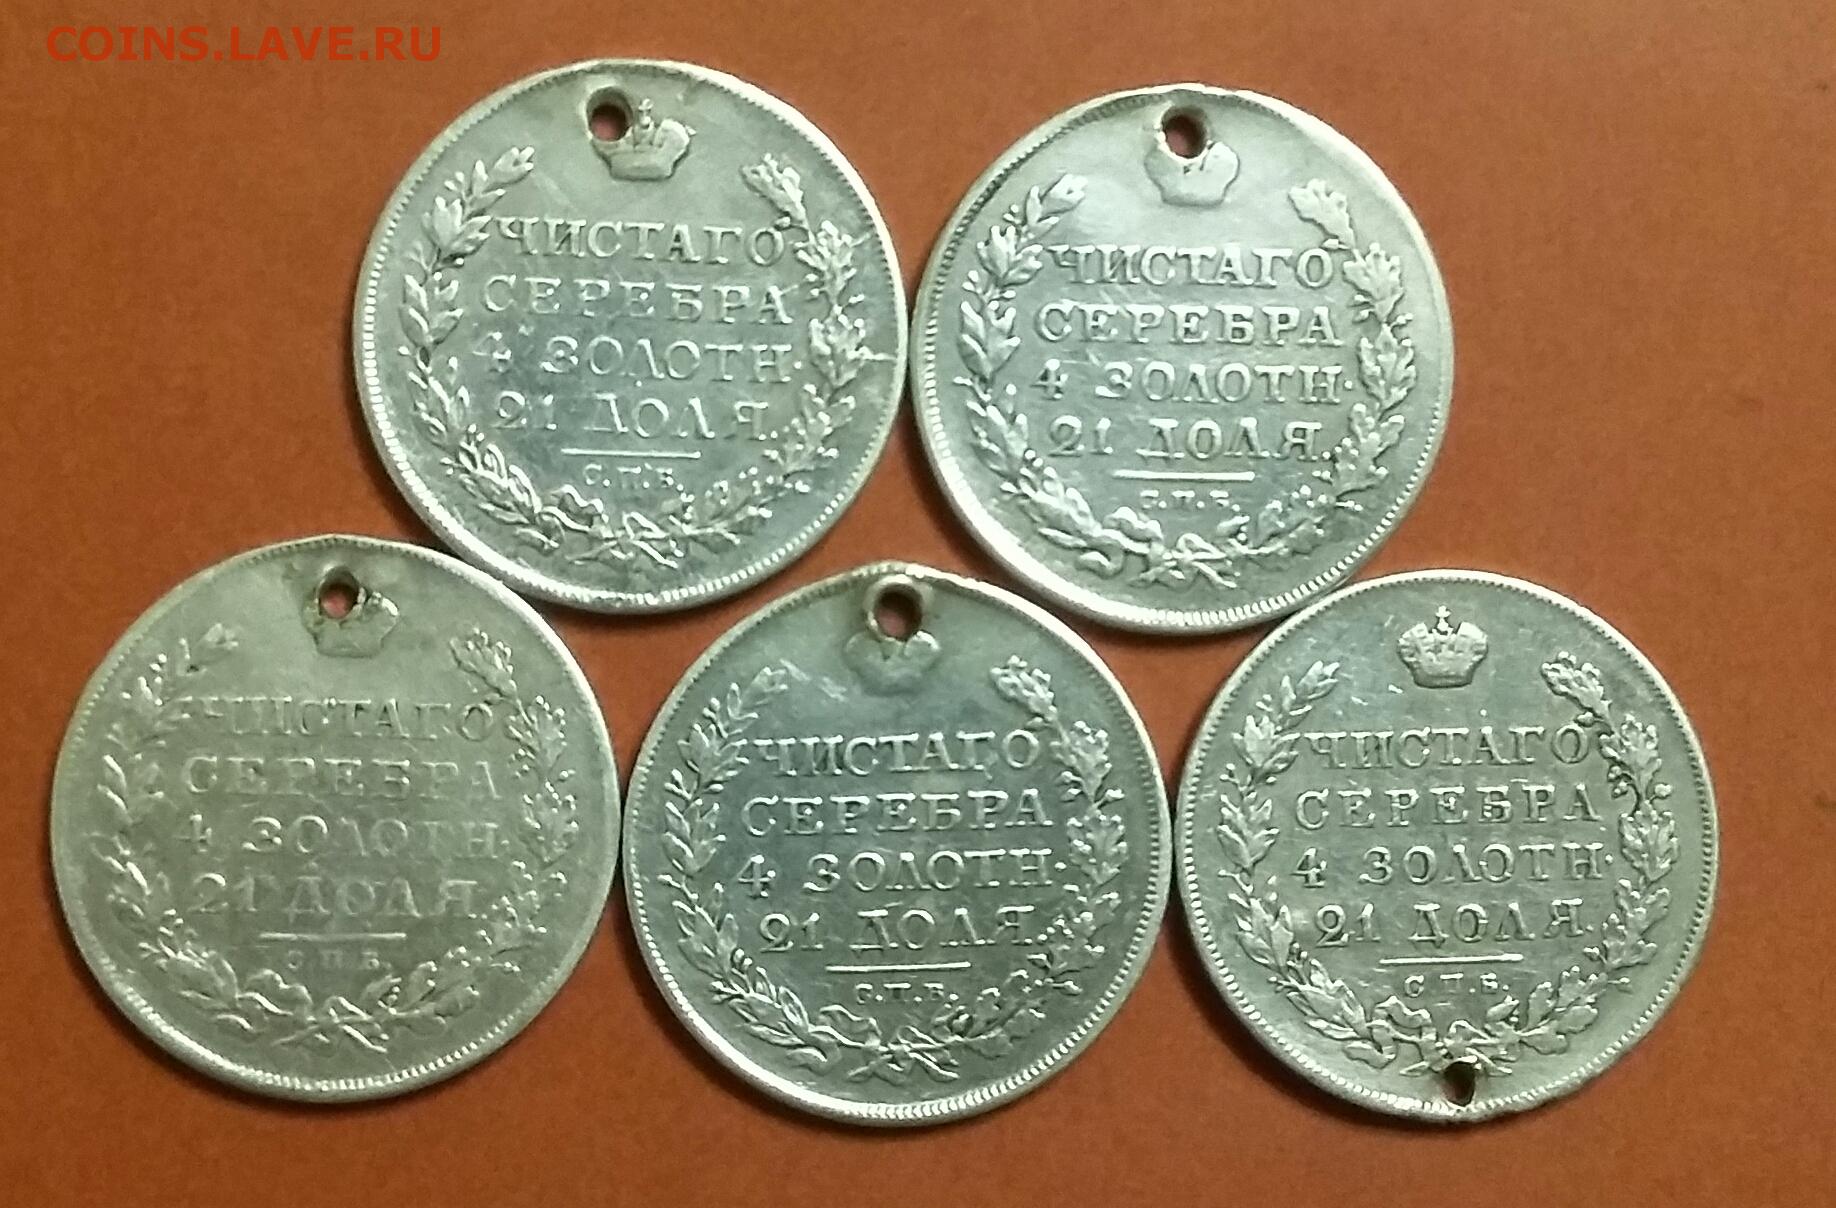 COINS.LAVE.RU
ЧИСТАГО
СЕРЕБРА
4 ЗОЛОТН.
21 ДОЛЯ.
С.П.Б.
ЧИСТАГО
СЕРЕБРА
4 ЗОЛОТН.
21 ДОЛЯ.
С.П.Б.
ЧИСТАГО
СЕРЕБРА
4 ЗОЛОТН.
21 ДОЛЯ.
С.П.Б.
ЧИСТАГО
СЕРЕБРА
4 ЗОЛОТН.
21 ДОЛЯ.
С.П.Б.
ЧИСТАГО
СЕРЕБРА
4 ЗОЛОТН.
21 ДОЛЯ.
С.П.Б.